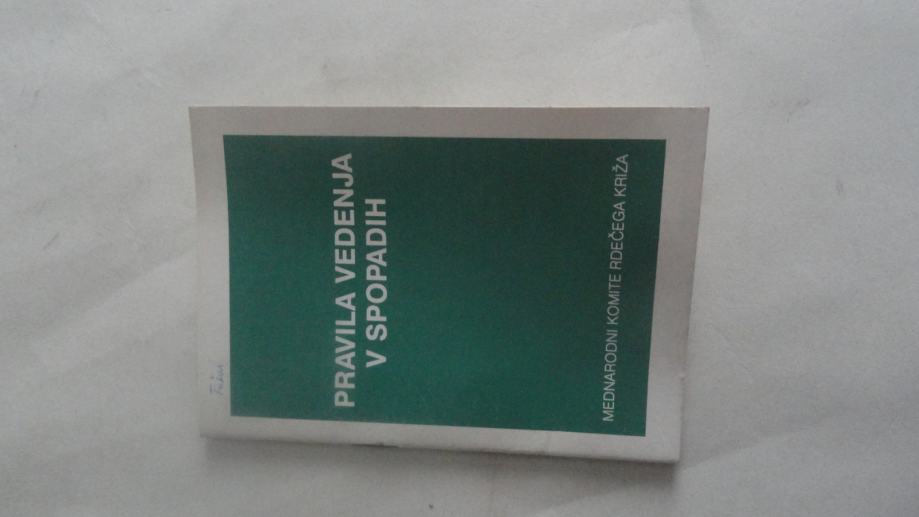 PRAVILA VEDENJA
V SPOPADIH
MEDNARODNI KOMITE RDEČEGA KRIŽA